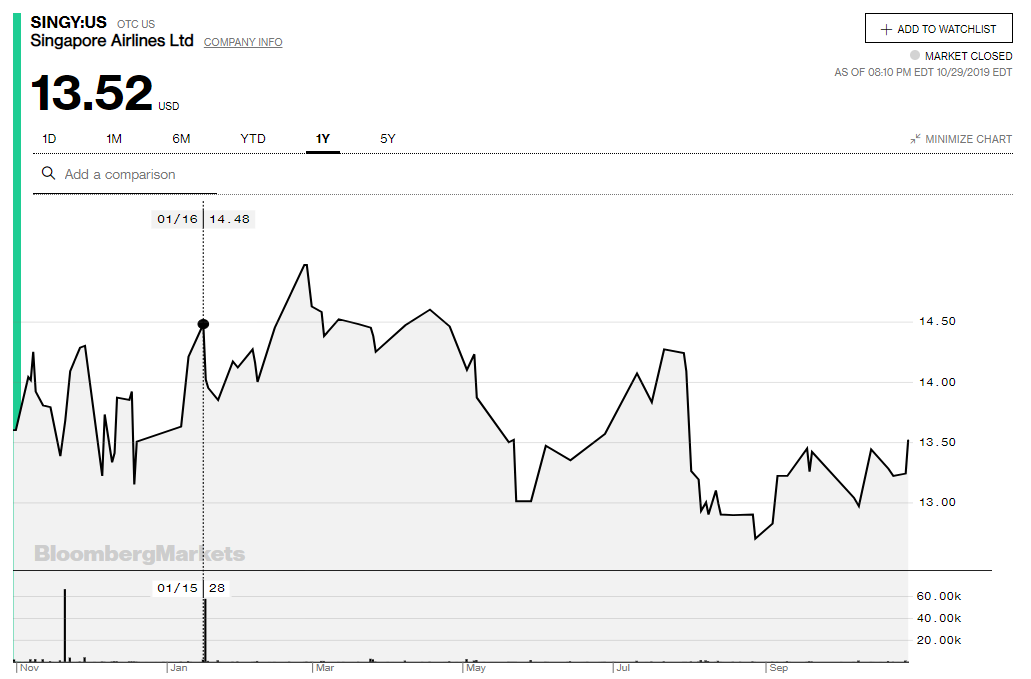 SINGY:US OTC US
Singapore Airlines Ltd COMPANY INFO
+ ADD TO WATCHLIST
MARKET CLOSED
AS OF 08:10 PM EDT 10/29/2019 EDT
13.52 USD
1D 1M 6M YTD 1Y 5Y
MINIMIZE CHART
Add a comparison
01/16 14.48
14.50
14.00
13.50
13.00
BloombergMarkets
01/15 28
60.00k
40.00k
20.00k
Nov Jan Mar May Jul Sep